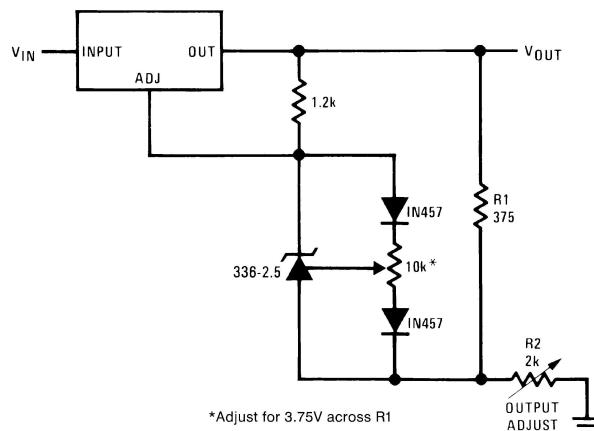 V_IN
INPUT
OUT
ADJ
V_OUT
1.2k
R1
375
IN457
10k*
336-2.5
IN457
R2
2k
OUTPUT
ADJUST
*Adjust for 3.75V across R1